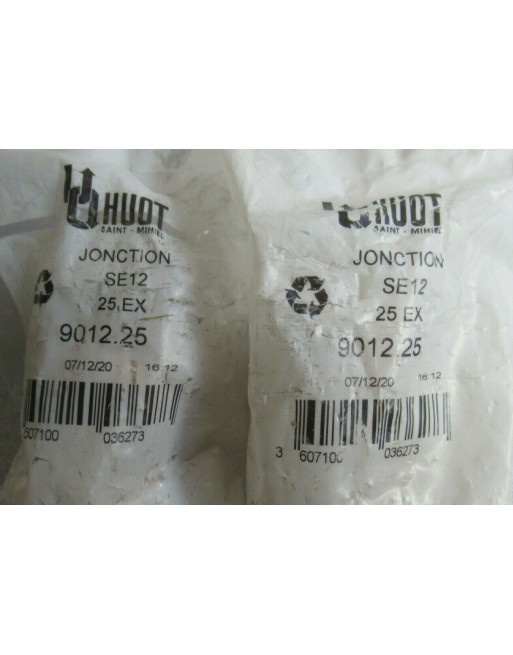 HUOT
SAINT - MIHIEL
JONCTION
SE12
25 EX
9012.25
07/12/20 16:12
607100 036273
HUOT
SAINT - MIHIEL
JONCTION
SE12
25 EX
9012.25
07/12/20 16:12
3 607100 036273